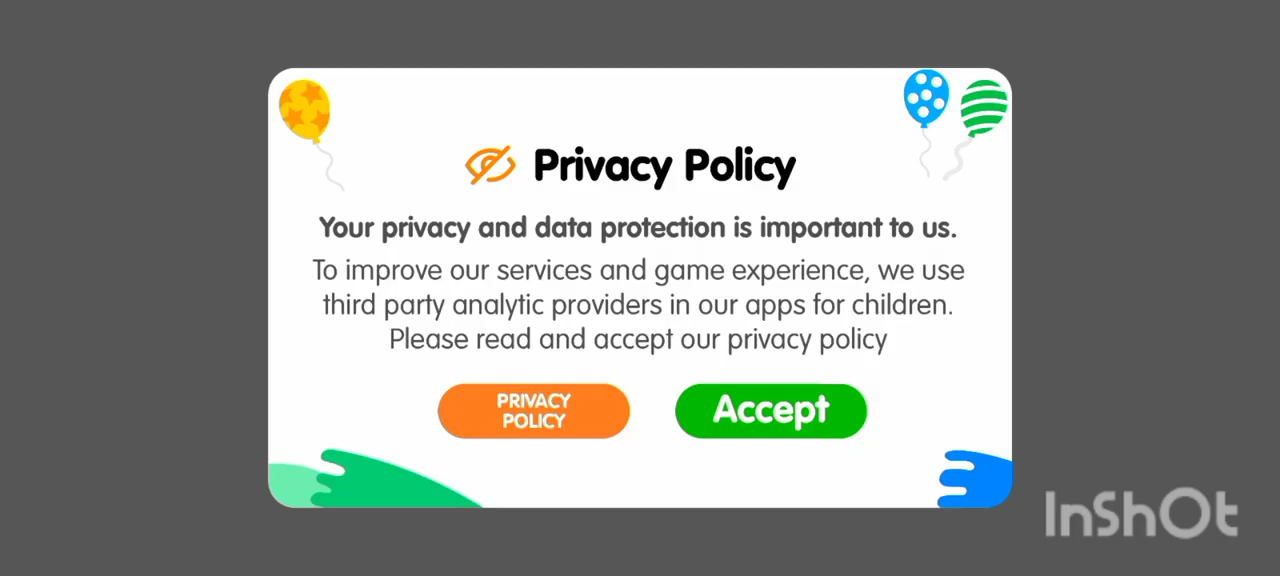 Privacy Policy
Your privacy and data protection is important to us.
To improve our services and game experience, we use
third party analytic providers in our apps for children.
Please read and accept our privacy policy
PRIVACY
POLICY
Accept
InShOt